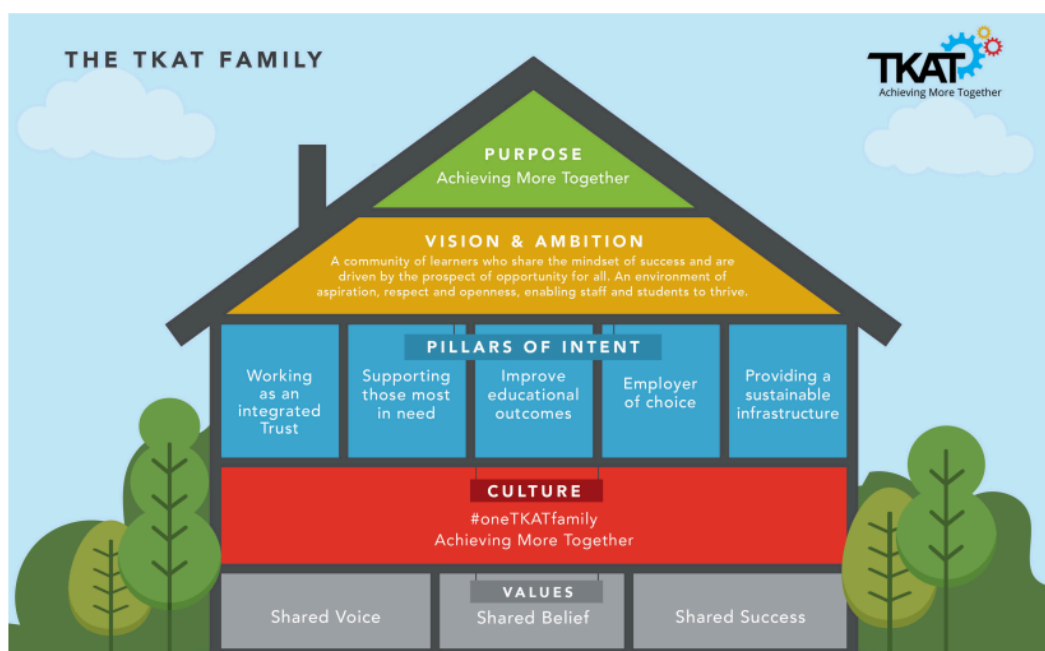 THE TKAT FAMILY
TKAT
Achieving More Together
PURPOSE
Achieving More Together
VISION & AMBITION
A community of learners who share the mindset of success and are
driven by the prospect of opportunity for all. An environment of
aspiration, respect and openness, enabling staff and students to thrive.
PILLARS OF INTENT
Working
as an
integrated
Trust
Supporting
those most
in need
Improve
educational
outcomes
Employer
of choice
Providing a
sustainable
infrastructure
CULTURE
#oneTKATfamily
Achieving More Together
VALUES
Shared Voice
Shared Belief
Shared Success